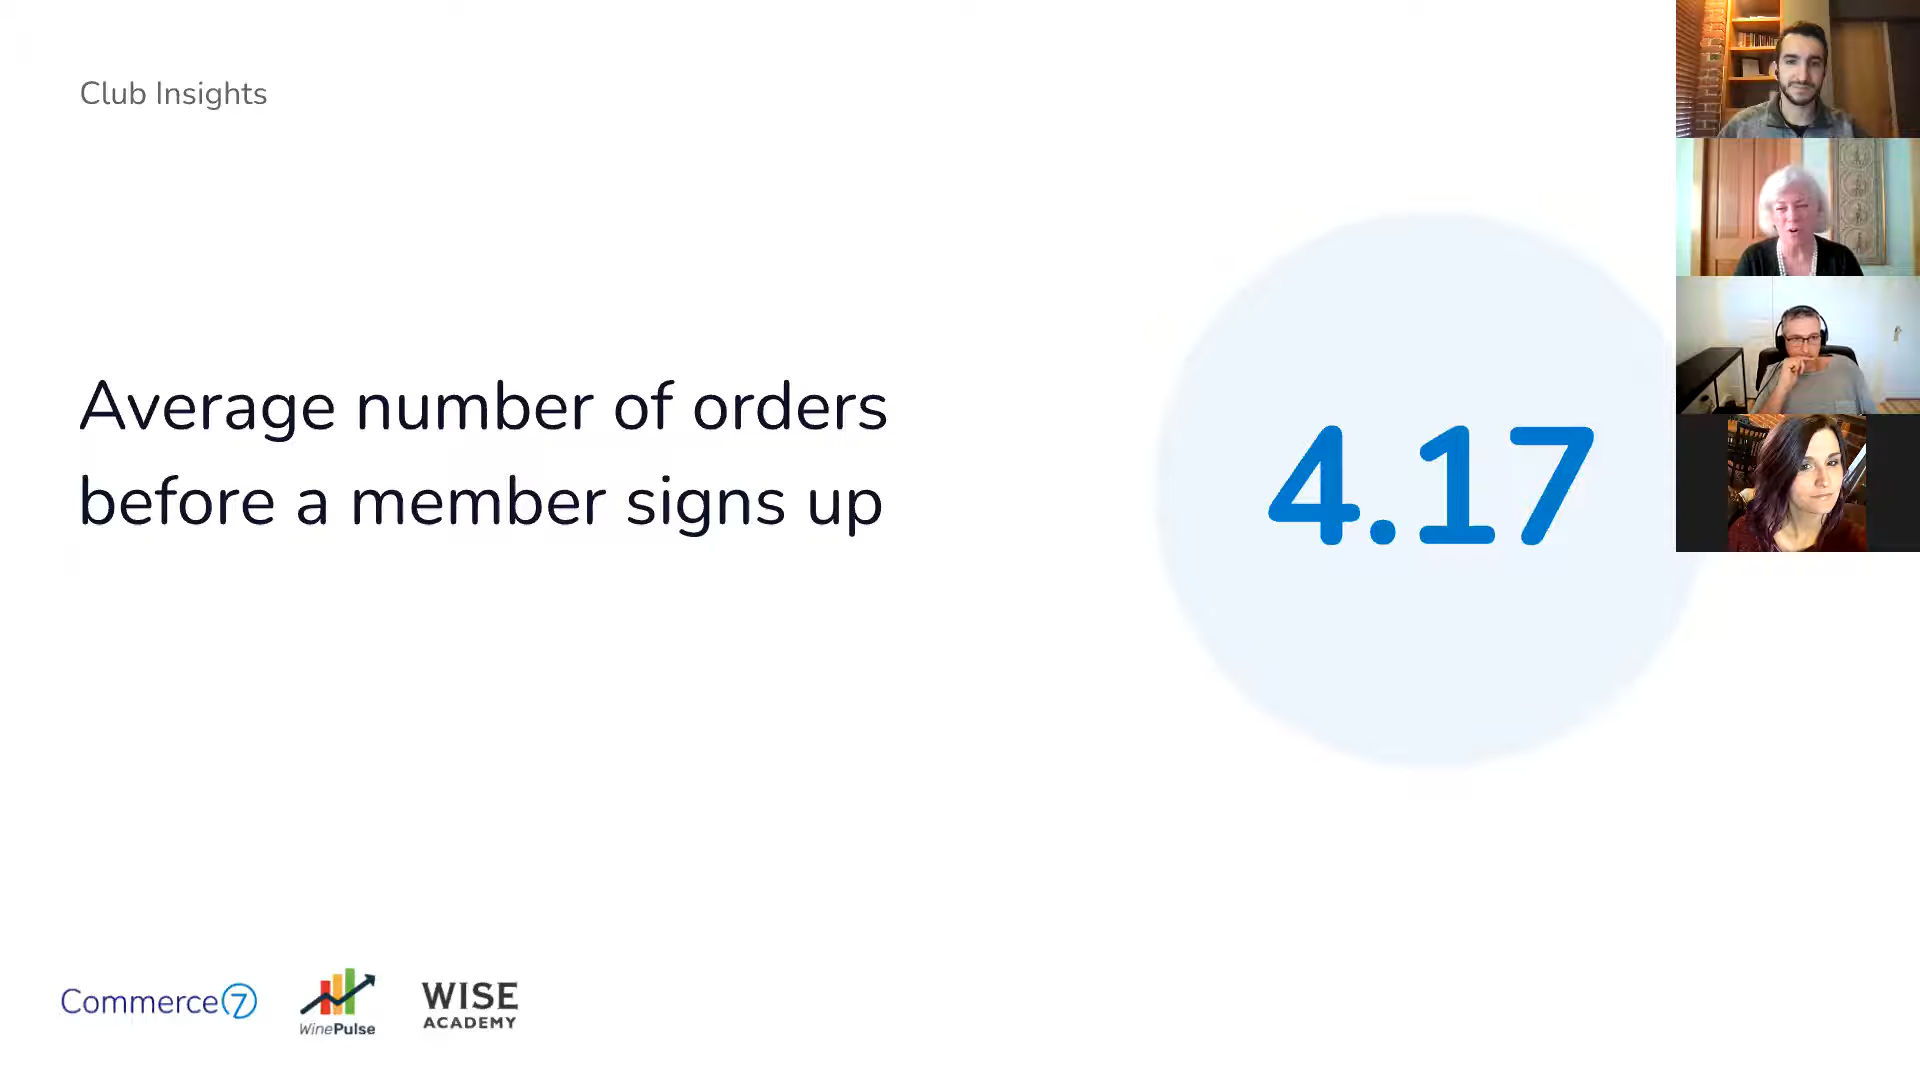 Club Insights
Average number of orders
before a member signs up
4.17
Commerce7
WinePulse
WISE
ACADEMY